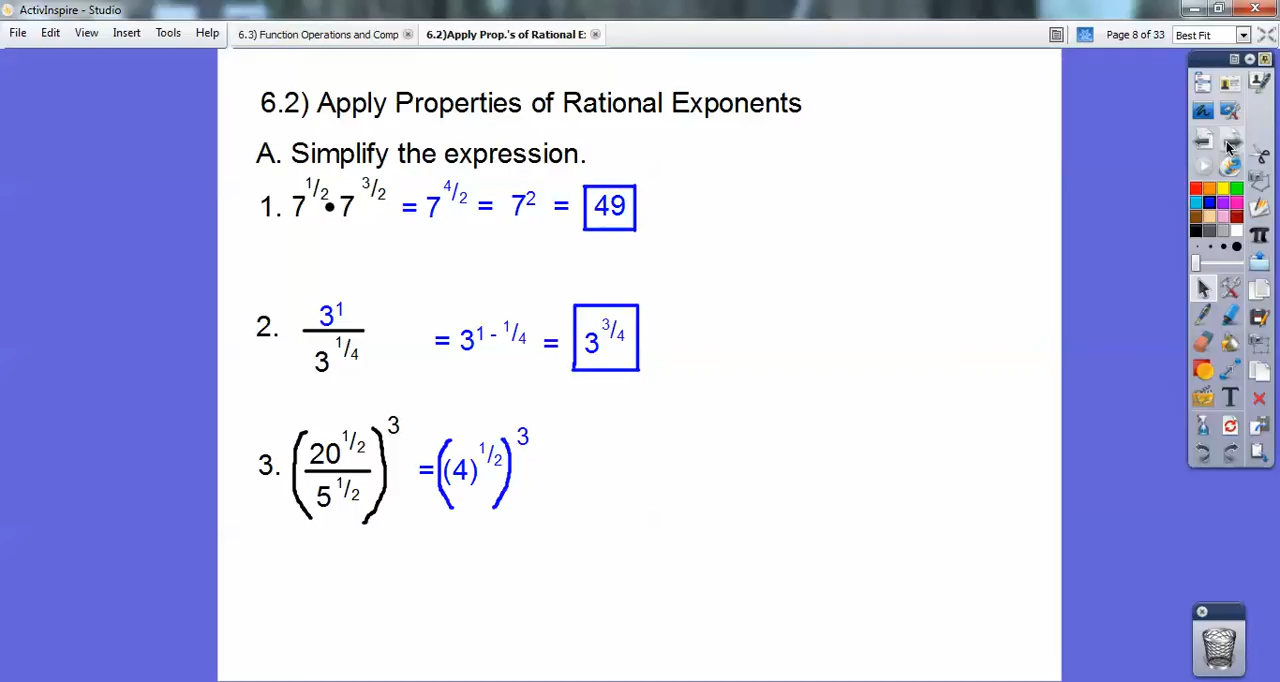 ActivInspire - Studio
File Edit View Insert Tools Help
6.3) Function Operations and Comp
6.2)Apply Prop.'s of Rational E:
Page 8 of 33
Best Fit
6.2) Apply Properties of Rational Exponents
A. Simplify the expression.
1. 7^1/2 • 7^3/2 = 7^4/2 = 7^2 = 49
2. 3^1 / 3^1/4 = 3^1 - 1/4 = 3^3/4
3. (20^1/2 / 5^1/2)^3 = ((4)^1/2)^3